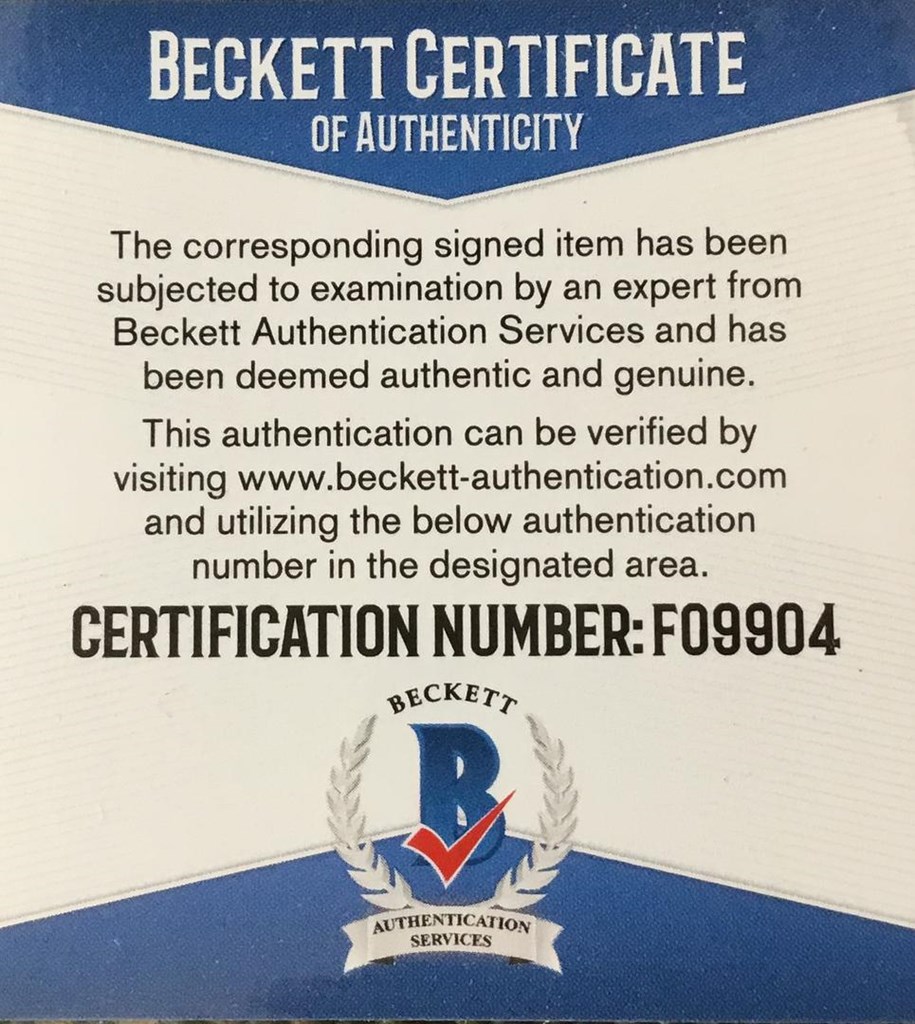 BECKETT CERTIFICATE
OF AUTHENTICITY
The corresponding signed item has been
subjected to examination by an expert from
Beckett Authentication Services and has
been deemed authentic and genuine.
This authentication can be verified by
visiting www.beckett-authentication.com
and utilizing the below authentication
number in the designated area.
CERTIFICATION NUMBER: F09904
BECKETT
B
AUTHENTICATION
SERVICES